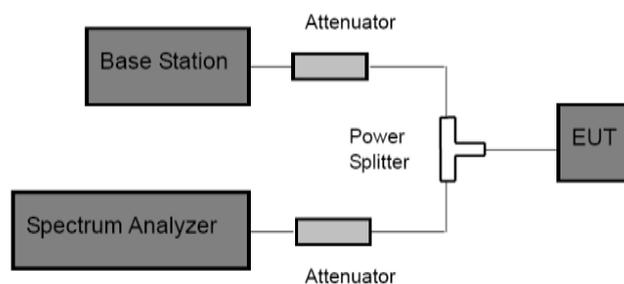 Attenuator
Base Station
Power
Splitter
EUT
Spectrum Analyzer
Attenuator